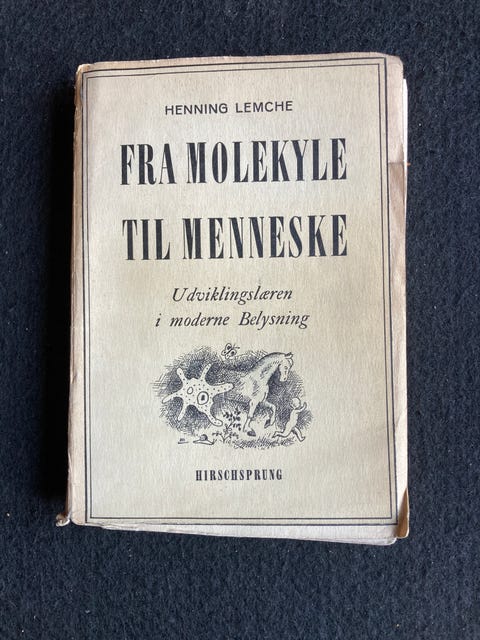 HENNING LEMCHE
FRA MOLEKYLE
TIL MENNESKE
Udviklingslæren
i moderne Belysning
HIRSCHSPRUNG